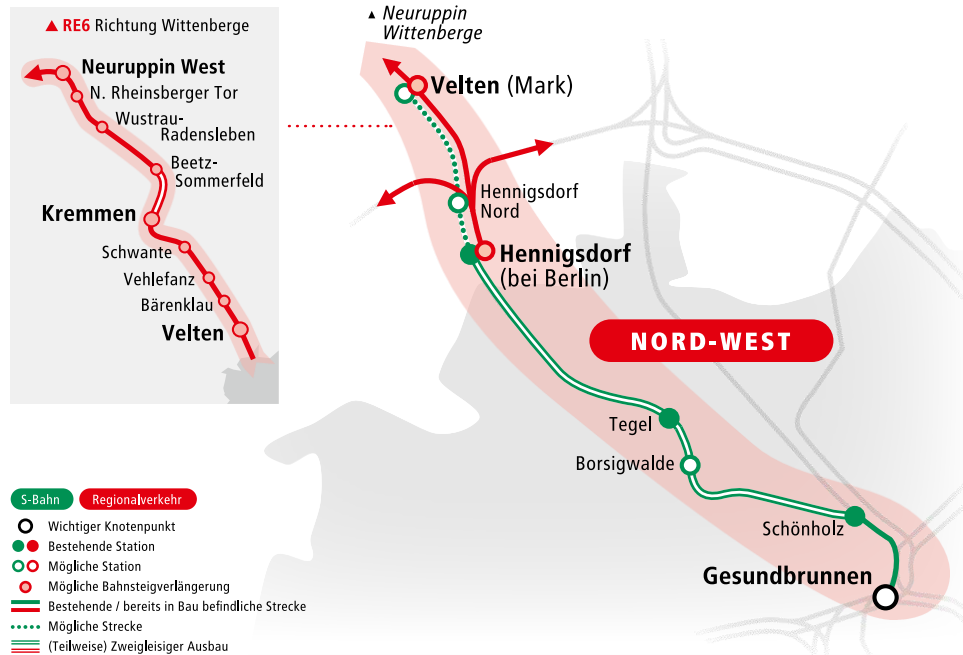 ▲ RE6 Richtung Wittenberge
Neuruppin West
N. Rheinsberger Tor
Wustrau-
Radensleben
Beetz-
Sommerfeld
Kremmen
Schwante
Vehlefanz
Bärenklau
Velten
▲ Neuruppin
Wittenberge
Velten (Mark)
Hennigsdorf
Nord
Hennigsdorf
(bei Berlin)
NORD-WEST
Tegel
Borsigwalde
Schönholz
Gesundbrunnen
S-Bahn Regionalverkehr
Wichtiger Knotenpunkt
Bestehende Station
Mögliche Station
Mögliche Bahnsteigverlängerung
Bestehende / bereits in Bau befindliche Strecke
Mögliche Strecke
(Teilweise) Zweigleisiger Ausbau